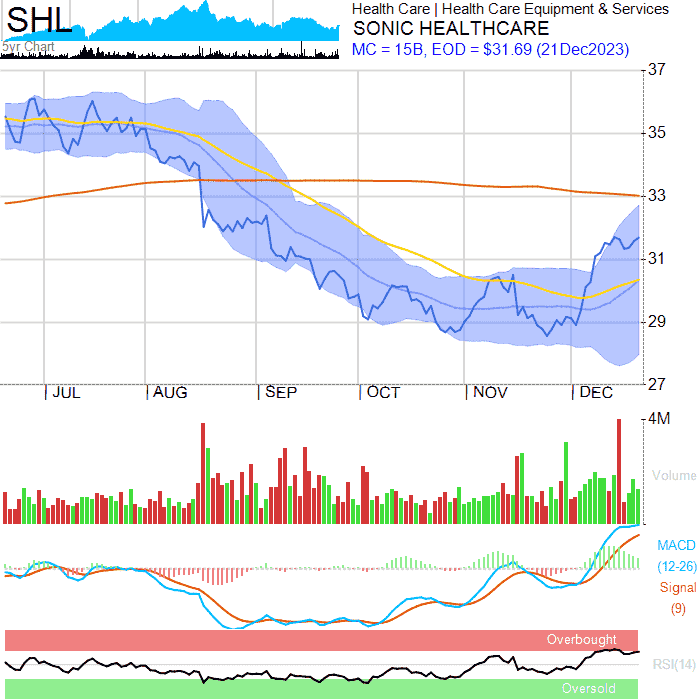 SHL
5yr Chart
Health Care | Health Care Equipment & Services
SONIC HEALTHCARE
MC = 15B, EOD = $31.69 (21Dec2023)
37
35
33
31
29
27
JUL AUG SEP OCT NOV DEC
4M
Volume
MACD
(12-26)
Signal
(9)
Overbought
RSI(14)
Oversold